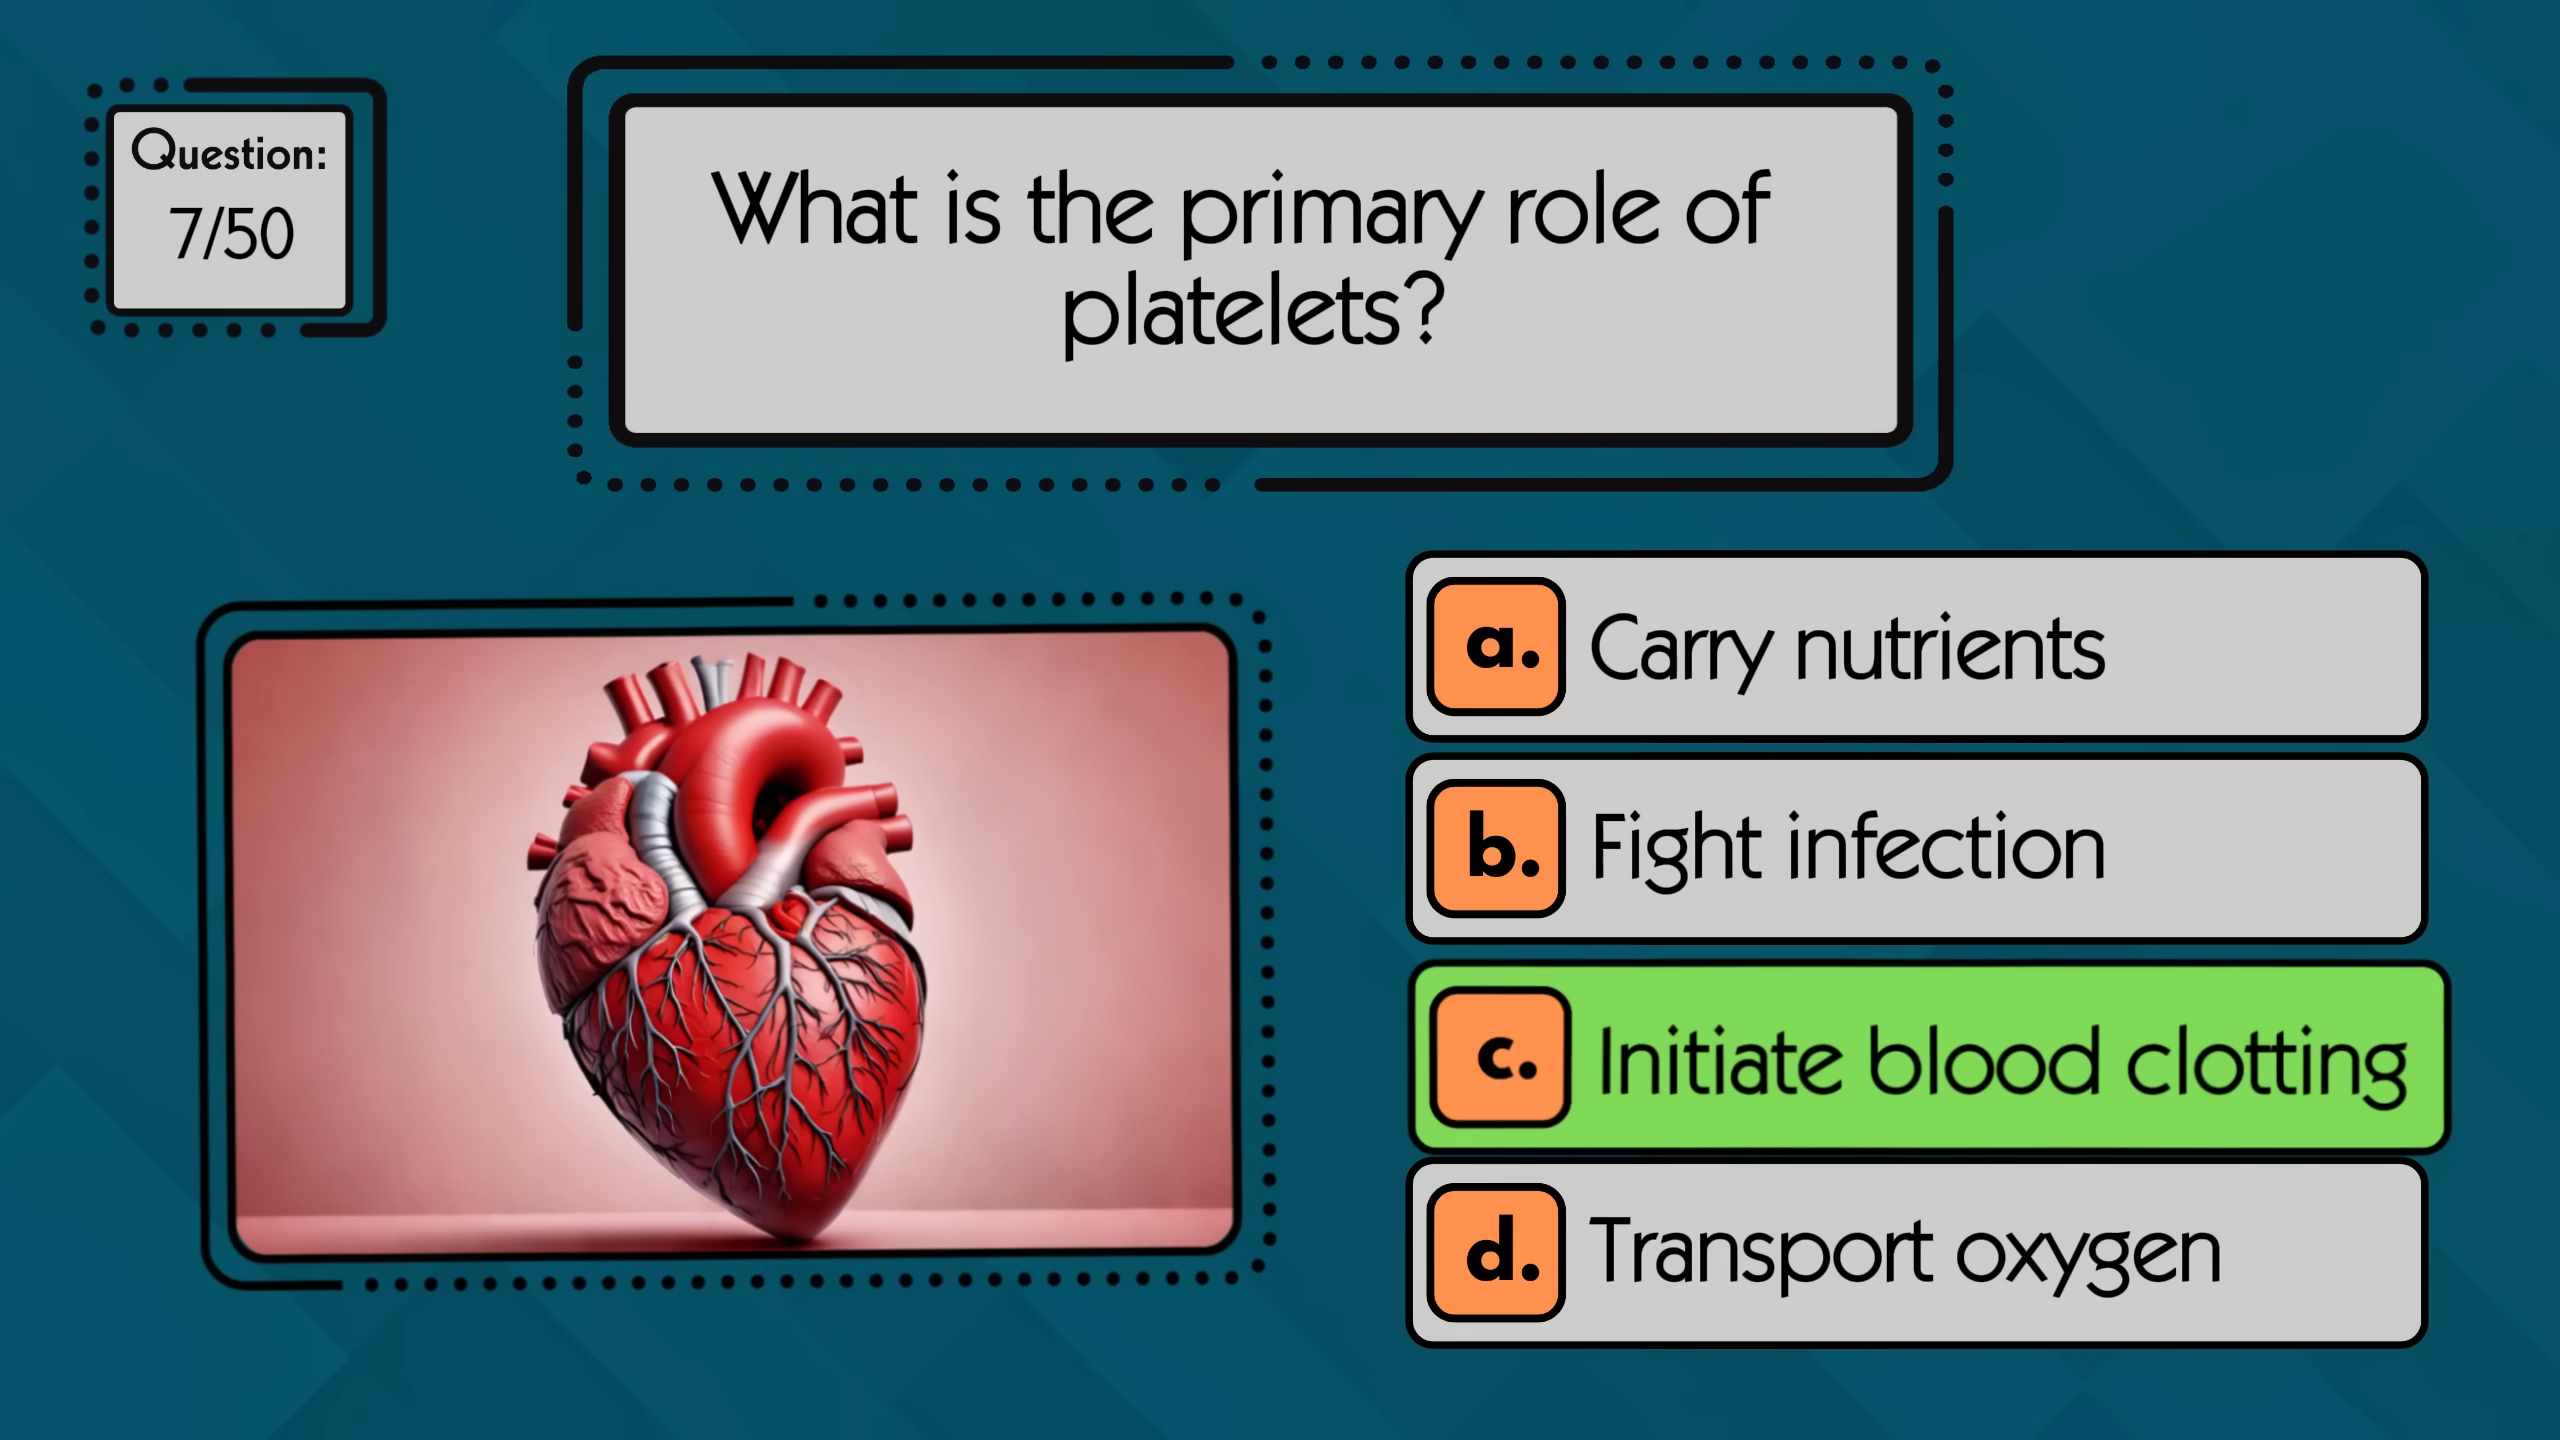 Question:
7/50
What is the primary role of
platelets?
a. Carry nutrients
b. Fight infection
c. Initiate blood clotting
d. Transport oxygen